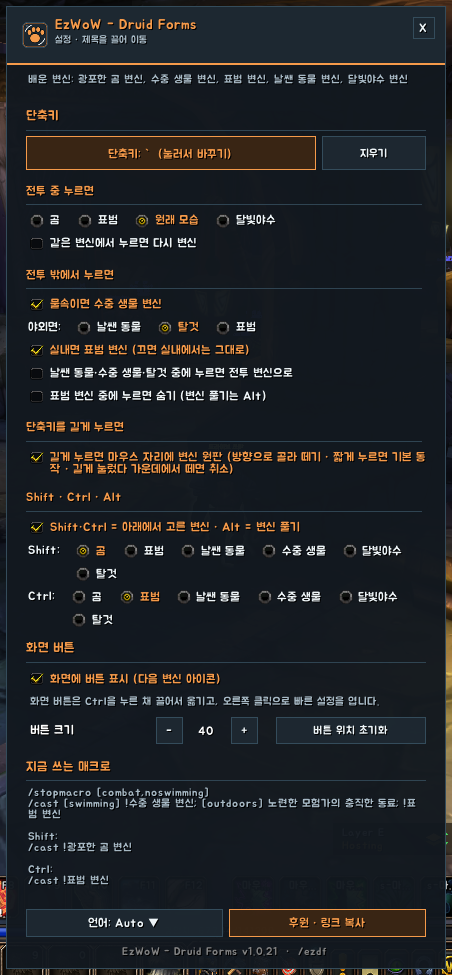 EzWoW - Druid Forms
X
설정 · 제목을 끌어 이동
배운 변신: 광포한 곰 변신, 수중 생물 변신, 표범 변신, 날쌘 동물 변신, 달빛야수 변신
단축키
단축키: ` (눌러서 바꾸기)
지우기
전투 중 누르면
곰 표범 원래 모습 달빛야수
같은 변신에서 누르면 다시 변신
전투 밖에서 누르면
물속이면 수중 생물 변신
야외면: 날쌘 동물 탈것 표범
실내면 표범 변신 (끄면 실내에서는 그대로)
날쌘 동물·수중 생물·탈것 중에 누르면 전투 변신으로
표범 변신 중에 누르면 숨기 (변신 풀기는 Alt)
단축키를 길게 누르면
길게 누르면 마우스 자리에 변신 원판 (방향으로 골라 떼기 · 짧게 누르면 기본 동
작 · 길게 눌렀다 가운데에서 떼면 취소)
Shift · Ctrl · Alt
Shift·Ctrl = 아래에서 고른 변신 · Alt = 변신 풀기
Shift: 곰 표범 날쌘 동물 수중 생물 달빛야수
탈것
Ctrl: 곰 표범 날쌘 동물 수중 생물 달빛야수
탈것
화면 버튼
화면에 버튼 표시 (다음 변신 아이콘)
화면 버튼은 Ctrl을 누른 채 끌어서 옮기고, 오른쪽 클릭으로 빠른 설정을 엽니다.
버튼 크기 - 40 + 버튼 위치 초기화
지금 쓰는 매크로
/stopmacro [combat,noswimming]
/cast [swimming] !수중 생물 변신; [outdoors] 노련한 모험가의 충직한 동료; !표
범 변신
Shift:
/cast !광포한 곰 변신
Ctrl:
/cast !표범 변신
언어: Auto ▼
후원 · 링크 복사
EzWoW - Druid Forms v1.0.21 · /ezdf